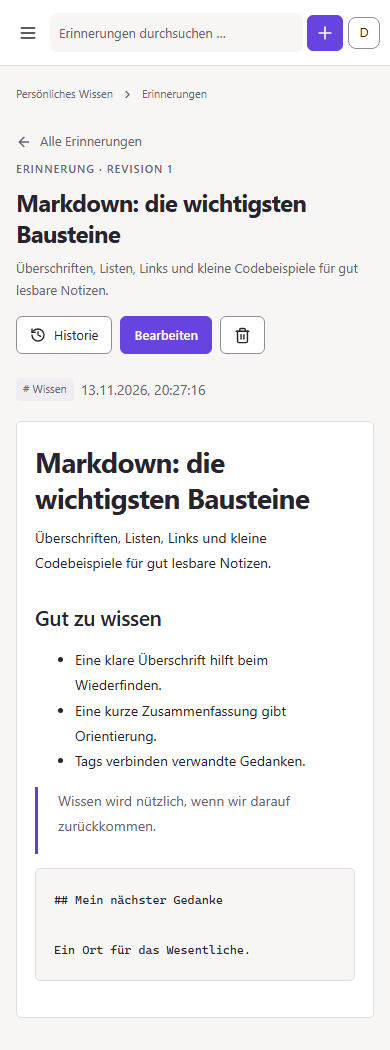 Erinnerungen durchsuchen ...
D
Persönliches Wissen
Erinnerungen
Alle Erinnerungen
ERINNERUNG · REVISION 1
Markdown: die wichtigsten
Bausteine
Überschriften, Listen, Links und kleine Codebeispiele für gut
lesbare Notizen.
Historie
Bearbeiten
# Wissen
13.11.2026, 20:27:16
Markdown: die
wichtigsten Bausteine
Überschriften, Listen, Links und kleine
Codebeispiele für gut lesbare Notizen.
Gut zu wissen
Eine klare Überschrift hilft beim
Wiederfinden.
Eine kurze Zusammenfassung gibt
Orientierung.
Tags verbinden verwandte Gedanken.
Wissen wird nützlich, wenn wir darauf
zurückkommen.
## Mein nächster Gedanke
Ein Ort für das Wesentliche.